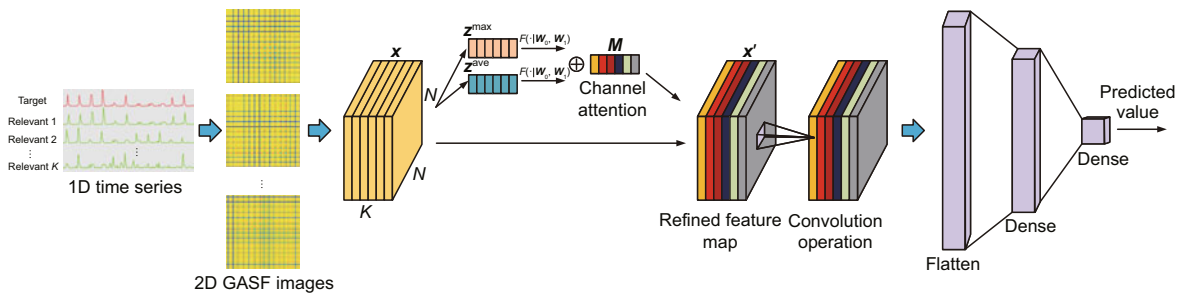 Target
Relevant 1
Relevant 2
⋮
Relevant K
⋮
1D time series
⋮
2D GASF images
x
N
N
K
z^max
F(·|W₀, W₁)
z^ave
F(·|W₀, W₁)
⊕
M
Channel
attention
x′
Refined feature
map
Convolution
operation
Flatten
Dense
Dense
Predicted
value